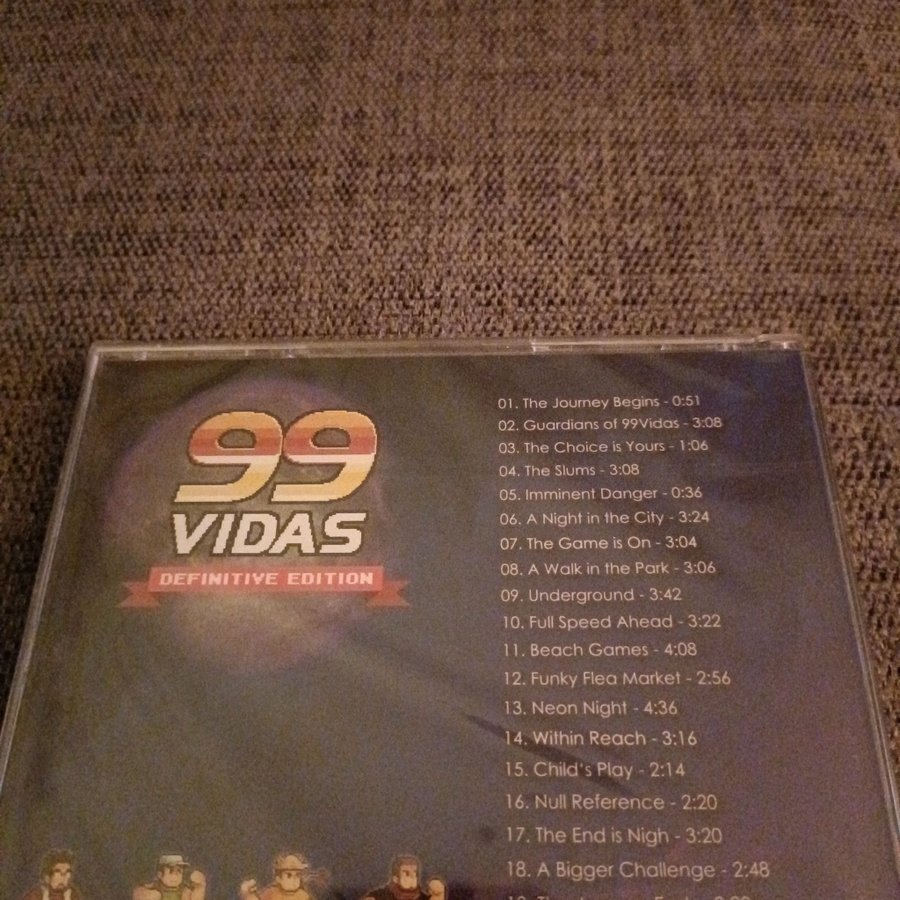 99
VIDAS
DEFINITIVE EDITION
01. The Journey Begins - 0:51
02. Guardians of 99Vidas - 3:08
03. The Choice is Yours - 1:06
04. The Slums - 3:08
05. Imminent Danger - 0:36
06. A Night in the City - 3:24
07. The Game is On - 3:04
08. A Walk in the Park - 3:06
09. Underground - 3:42
10. Full Speed Ahead - 3:22
11. Beach Games - 4:08
12. Funky Flea Market - 2:56
13. Neon Night - 4:36
14. Within Reach - 3:16
15. Child's Play - 2:14
16. Null Reference - 2:20
17. The End is Nigh - 3:20
18. A Bigger Challenge - 2:48